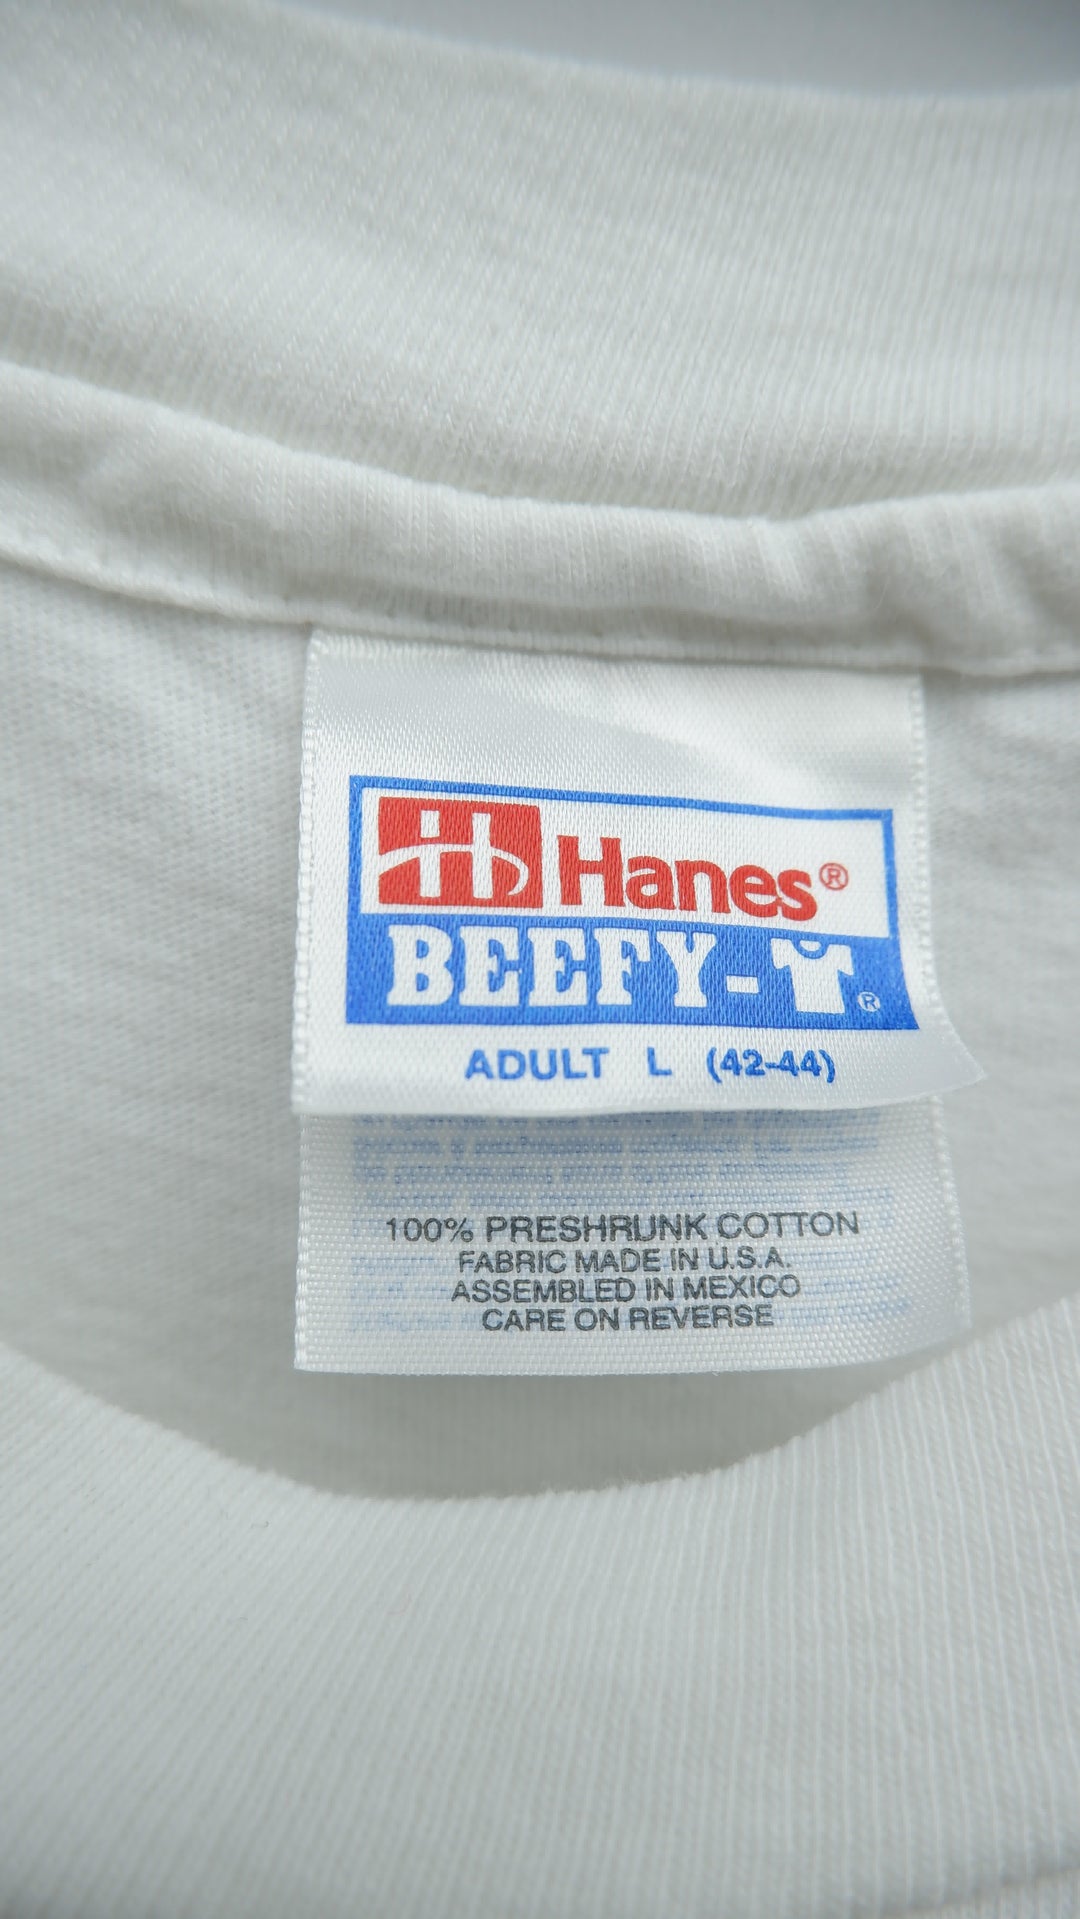 Hanes®
BEEFY-T®
ADULT L (42-44)
100% PRESHRUNK COTTON
FABRIC MADE IN U.S.A.
ASSEMBLED IN MEXICO
CARE ON REVERSE